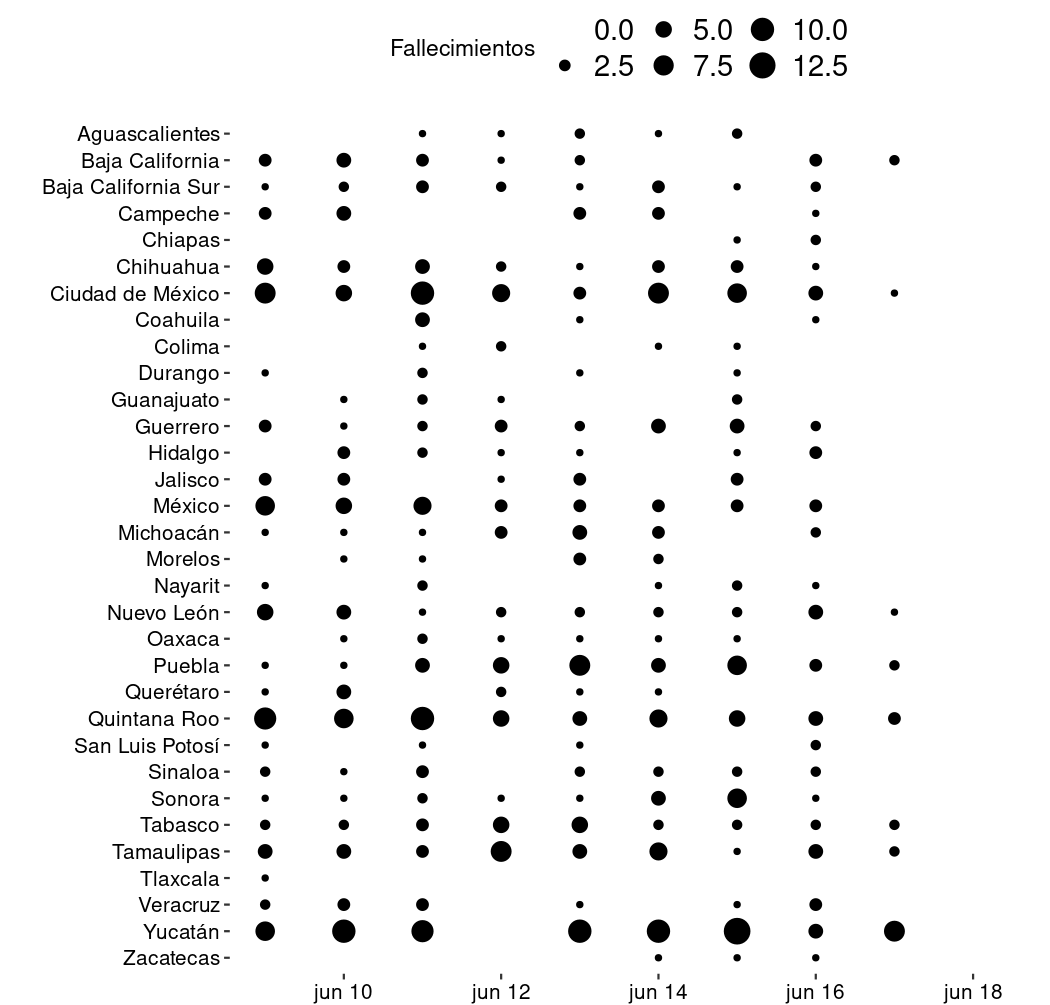 Fallecimientos
0.0 5.0 10.0
2.5 7.5 12.5
Aguascalientes
Baja California
Baja California Sur
Campeche
Chiapas
Chihuahua
Ciudad de México
Coahuila
Colima
Durango
Guanajuato
Guerrero
Hidalgo
Jalisco
México
Michoacán
Morelos
Nayarit
Nuevo León
Oaxaca
Puebla
Querétaro
Quintana Roo
San Luis Potosí
Sinaloa
Sonora
Tabasco
Tamaulipas
Tlaxcala
Veracruz
Yucatán
Zacatecas
jun 10 jun 12 jun 14 jun 16 jun 18